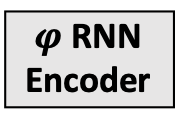 φ RNN
Encoder